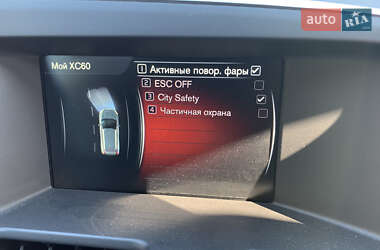 auto RIA
Мой XC60
1 Активные повор. фары
2 ESC OFF
3 City Safety
4 Частичная охрана